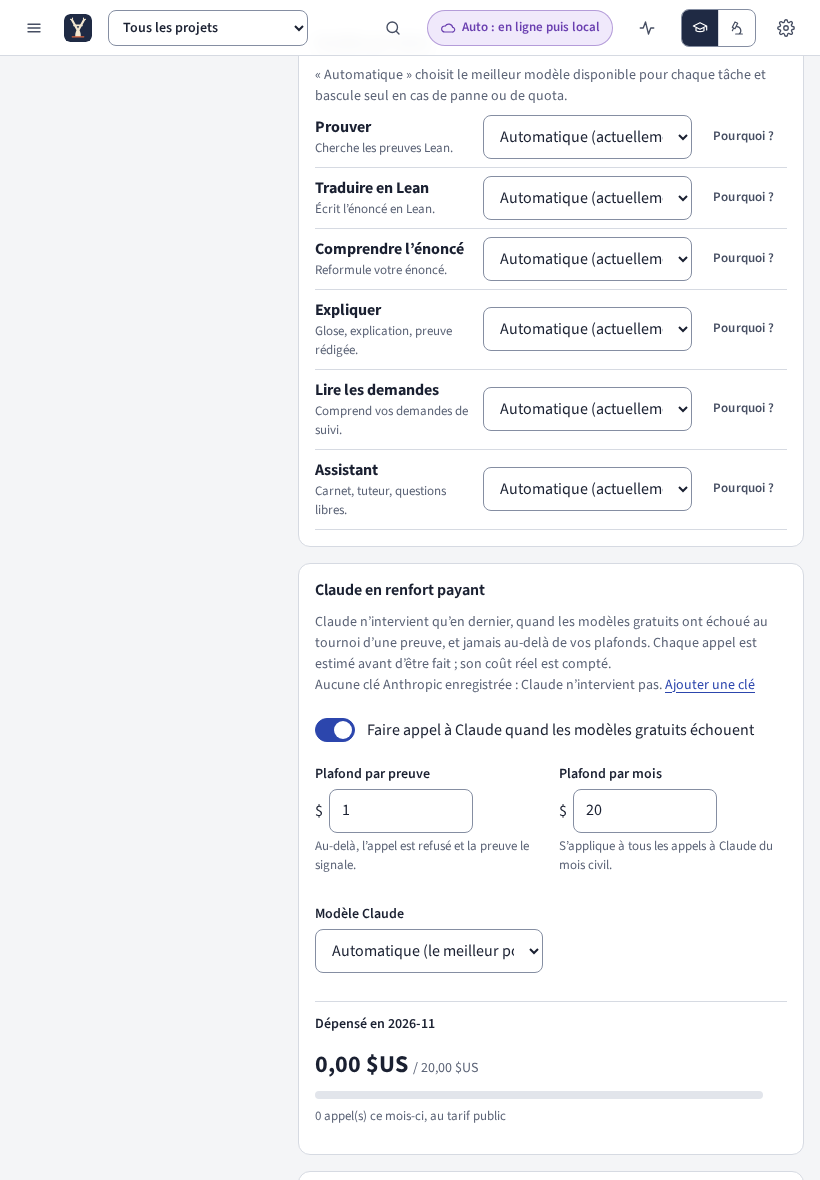 Tous les projets
Auto : en ligne puis local
« Automatique » choisit le meilleur modèle disponible pour chaque tâche et
bascule seul en cas de panne ou de quota.
Prouver
Cherche les preuves Lean.
Automatique (actuellem
Pourquoi ?
Traduire en Lean
Écrit l’énoncé en Lean.
Automatique (actuellem
Pourquoi ?
Comprendre l’énoncé
Reformule votre énoncé.
Automatique (actuellem
Pourquoi ?
Expliquer
Glose, explication, preuve
rédigée.
Automatique (actuellem
Pourquoi ?
Lire les demandes
Comprend vos demandes de
suivi.
Automatique (actuellem
Pourquoi ?
Assistant
Carnet, tuteur, questions
libres.
Automatique (actuellem
Pourquoi ?
Claude en renfort payant
Claude n’intervient qu’en dernier, quand les modèles gratuits ont échoué au
tournoi d’une preuve, et jamais au-delà de vos plafonds. Chaque appel est
estimé avant d’être fait ; son coût réel est compté.
Aucune clé Anthropic enregistrée : Claude n’intervient pas. Ajouter une clé
Faire appel à Claude quand les modèles gratuits échouent
Plafond par preuve
$ 1
Au-delà, l’appel est refusé et la preuve le
signale.
Plafond par mois
$ 20
S’applique à tous les appels à Claude du
mois civil.
Modèle Claude
Automatique (le meilleur po
Dépensé en 2026-11
0,00 $US / 20,00 $US
0 appel(s) ce mois-ci, au tarif public